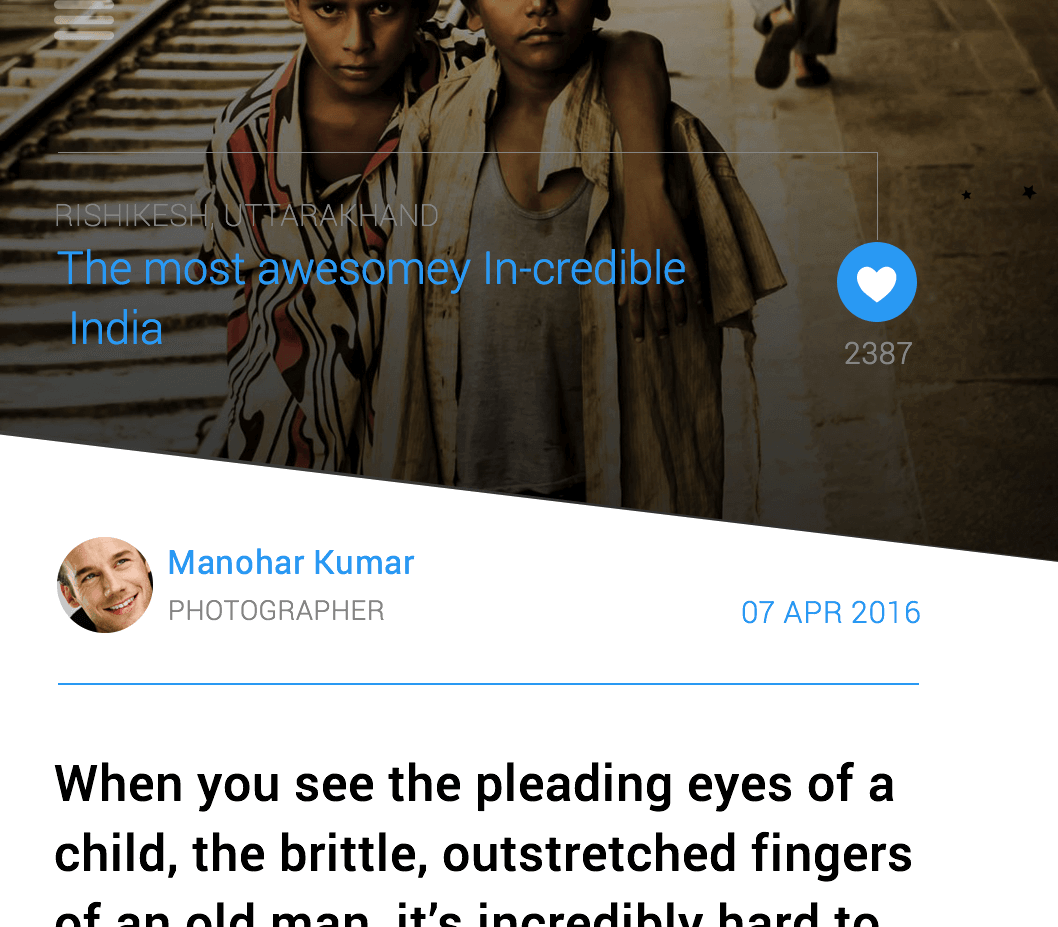 RISHIKESH, UTTARAKHAND
The most awesomey In-credible
India
2387
Manohar Kumar
PHOTOGRAPHER
07 APR 2016
When you see the pleading eyes of a
child, the brittle, outstretched fingers
of an old man, it's incredibly hard to